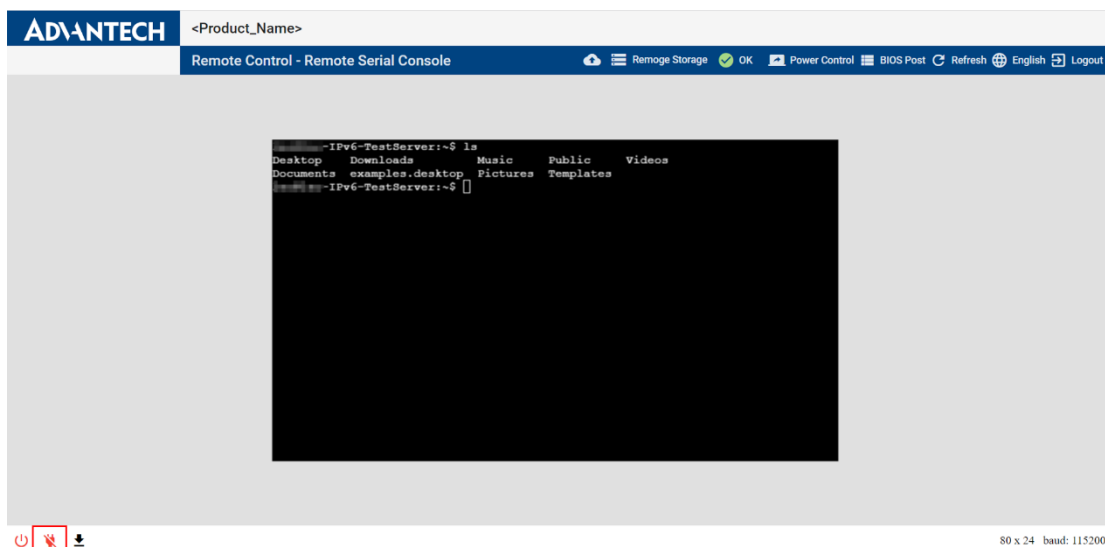 ADVANTECH
<Product_Name>
Remote Control - Remote Serial Console
Remoge Storage OK Power Control BIOS Post Refresh English Logout
-IPv6-TestServer:~$ ls
Desktop Downloads Music Public Videos
Documents examples.desktop Pictures Templates
-IPv6-TestServer:~$
80 x 24 baud: 115200